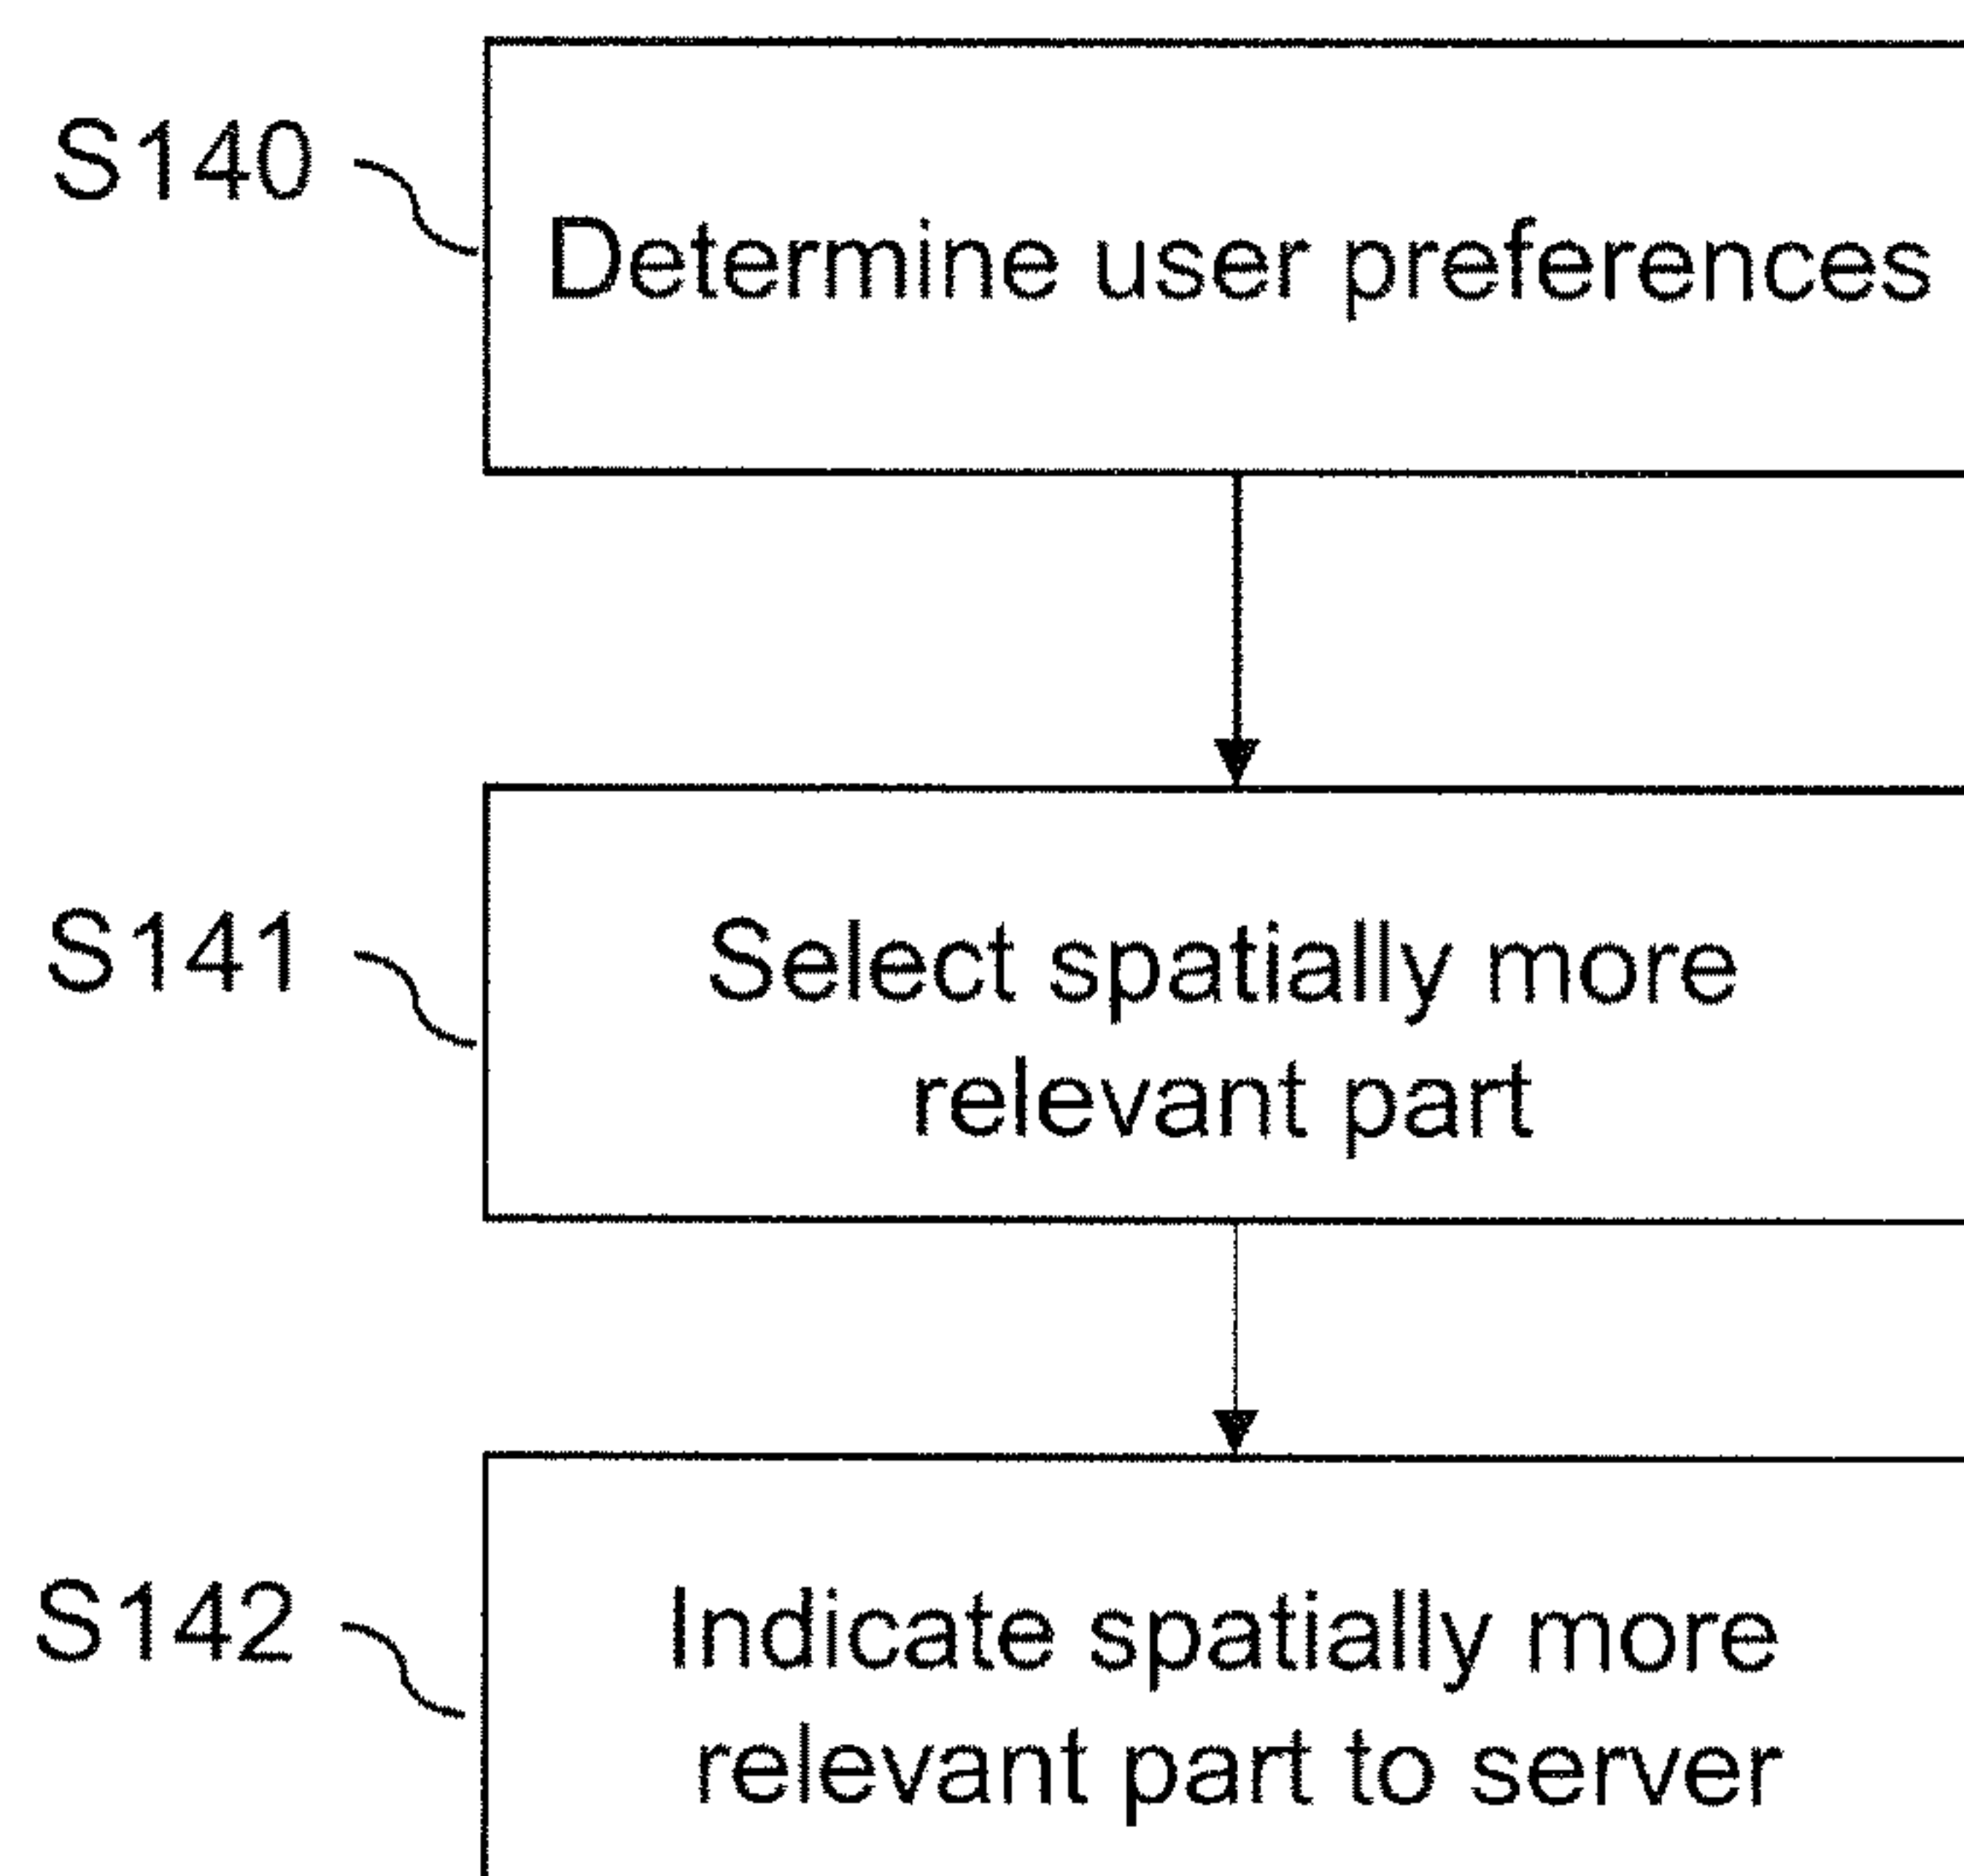 S140
Determine user preferences
S141
Select spatially more
relevant part
S142
Indicate spatially more
relevant part to server